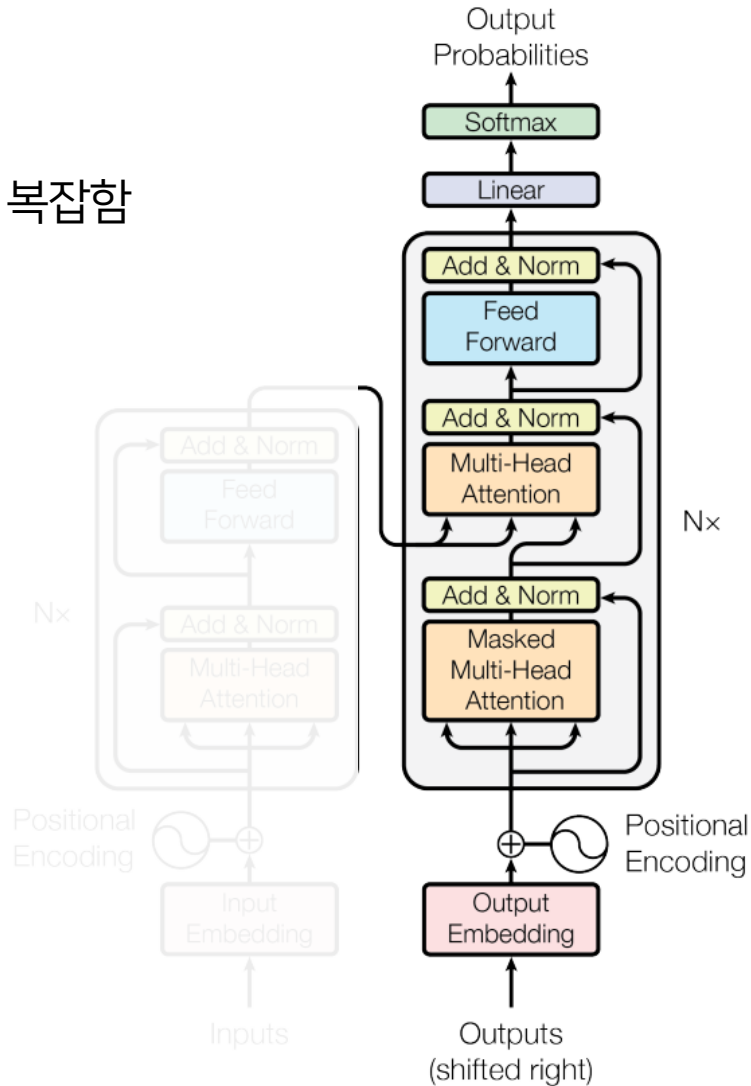 Output
Probabilities
Softmax
복잡함
Linear
Add & Norm
Feed
Forward
Add & Norm
Multi-Head
Attention
N×
Add & Norm
Masked
Multi-Head
Attention
Positional
Encoding
Output
Embedding
Outputs
(shifted right)
Add & Norm
Feed
Forward
N×
Add & Norm
Multi-Head
Attention
Positional
Encoding
Input
Embedding
Inputs